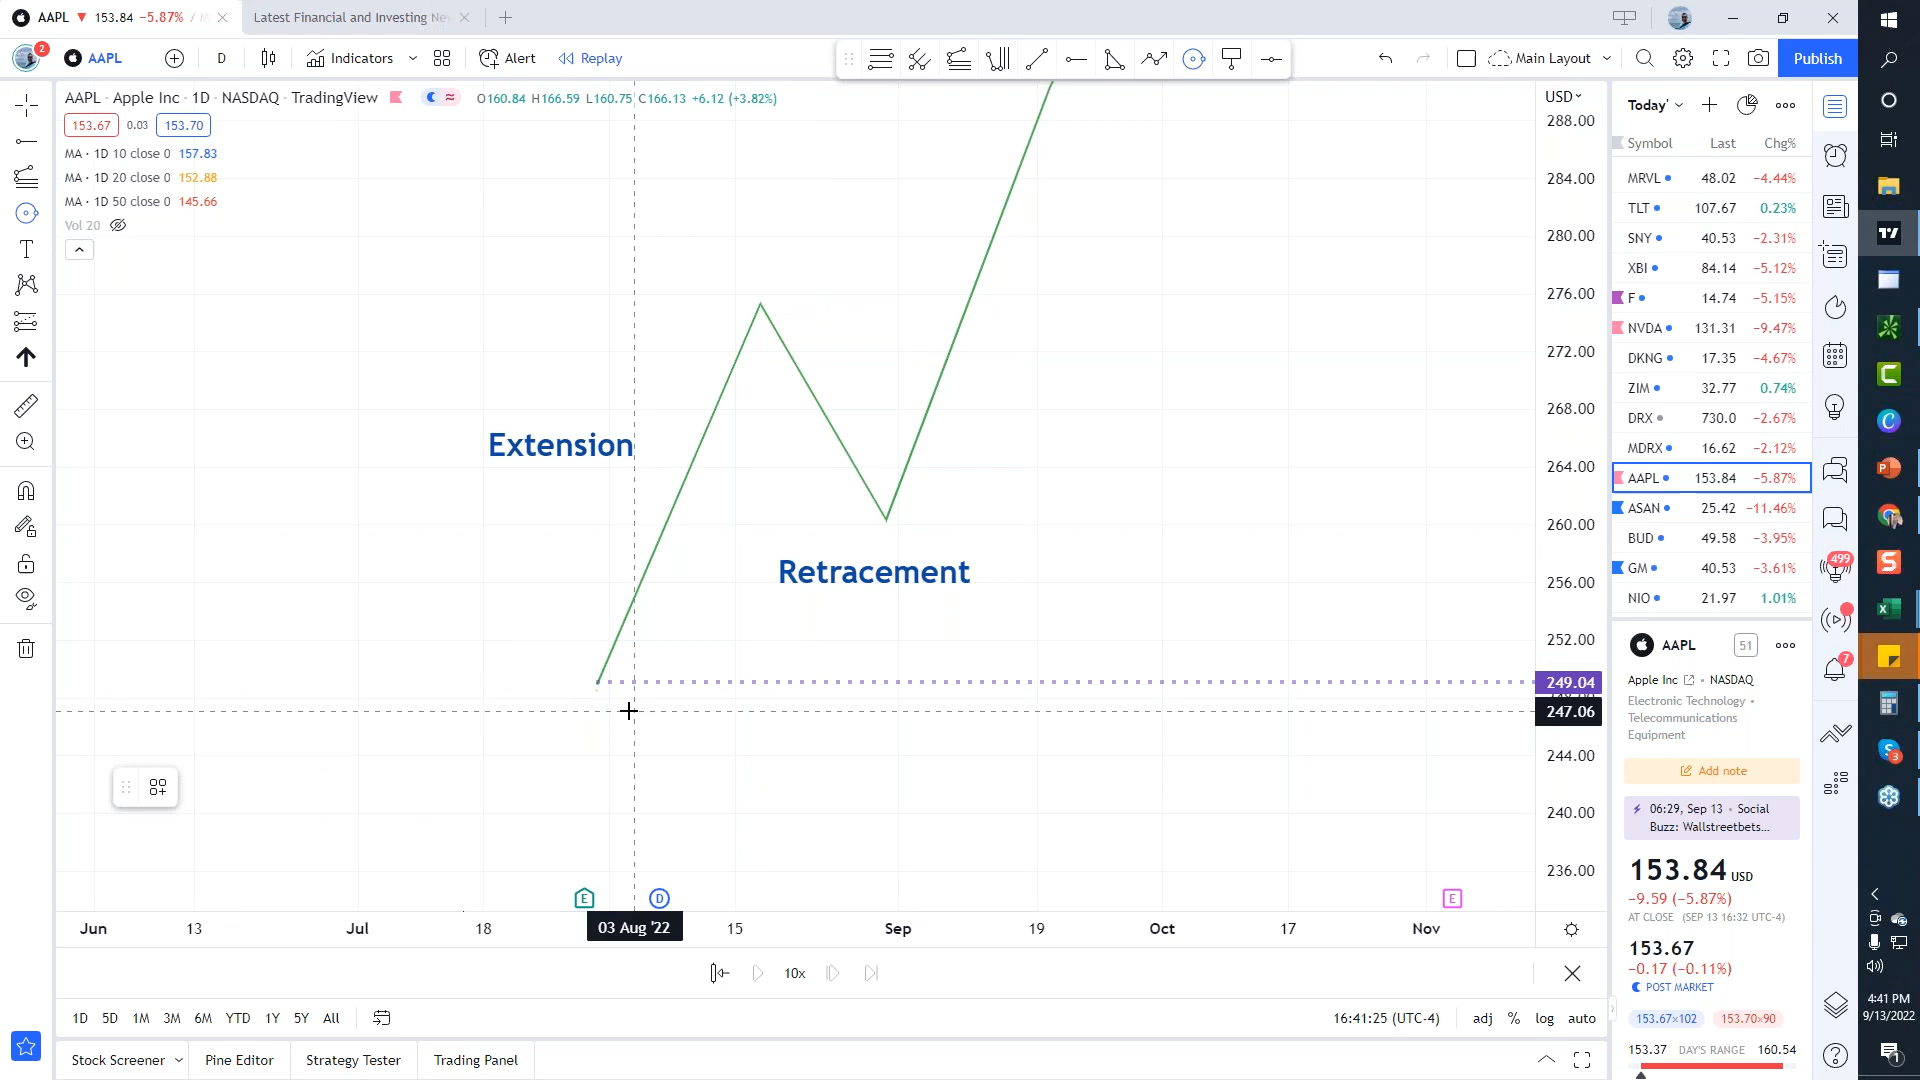 AAPL ▼ 153.84 −5.87% /
Latest Financial and Investing Ne
2
AAPL
D
Indicators
Alert
Replay
Main Layout
Publish
AAPL - Apple Inc - 1D - NASDAQ - TradingView
O160.84 H166.59 L160.75 C166.13 +6.12 (+3.82%)
153.67 0.03 153.70
MA · 1D 10 close 0 157.83
MA · 1D 20 close 0 152.88
MA · 1D 50 close 0 145.66
Vol 20
Extension
Retracement
USD
288.00
284.00
280.00
276.00
272.00
268.00
264.00
260.00
256.00
252.00
249.04
247.06
244.00
240.00
236.00
E
D
E
Jun 13 Jul 18 03 Aug '22 15 Sep 19 Oct 17 Nov
10x
1D 5D 1M 3M 6M YTD 1Y 5Y All
16:41:25 (UTC-4) adj % log auto
Stock Screener Pine Editor Strategy Tester Trading Panel
Today'
Symbol Last Chg%
MRVL 48.02 −4.44%
TLT 107.67 0.23%
SNY 40.53 −2.31%
XBI 84.14 −5.12%
F 14.74 −5.15%
NVDA 131.31 −9.47%
DKNG 17.35 −4.67%
ZIM 32.77 0.74%
DRX 730.0 −2.67%
MDRX 16.62 −2.12%
AAPL 153.84 −5.87%
ASAN 25.42 −11.46%
BUD 49.58 −3.95%
GM 40.53 −3.61%
NIO 21.97 1.01%
AAPL 51
Apple Inc • NASDAQ
Electronic Technology •
Telecommunications
Equipment
Add note
06:29, Sep 13 • Social
Buzz: Wallstreetbets...
153.84 USD
−9.59 (−5.87%)
AT CLOSE (SEP 13 16:32 UTC-4)
153.67
−0.17 (−0.11%)
POST MARKET
153.67×102 153.70×90
153.37 DAY'S RANGE 160.54
499
7
3
4:41 PM
9/13/2022
1